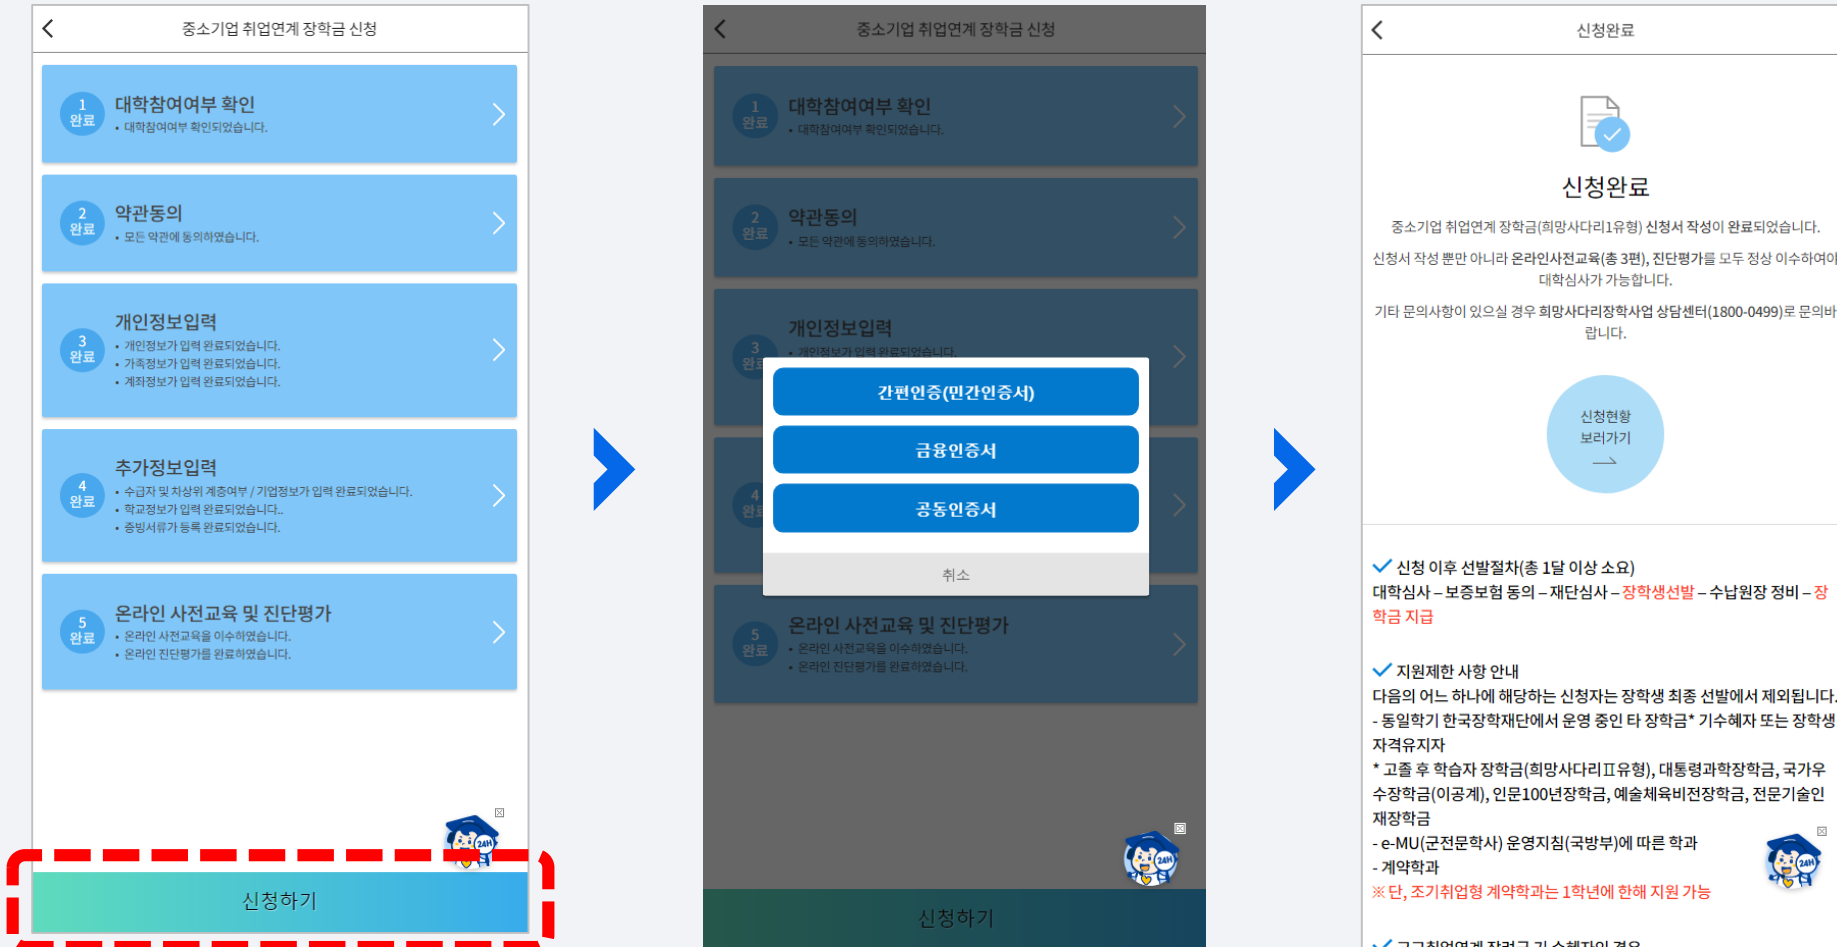 중소기업 취업연계 장학금 신청
1
완료
대학참여여부 확인
• 대학참여여부 확인되었습니다.
2
완료
약관동의
• 모든 약관에 동의하였습니다.
3
완료
개인정보입력
• 개인정보가 입력 완료되었습니다.
• 가족정보가 입력 완료되었습니다.
• 계좌정보가 입력 완료되었습니다.
4
완료
추가정보입력
• 수급자 및 차상위 계층여부 / 기업정보가 입력 완료되었습니다.
• 학교정보가 입력 완료되었습니다..
• 증빙서류가 등록 완료되었습니다.
5
완료
온라인 사전교육 및 진단평가
• 온라인 사전교육을 이수하였습니다.
• 온라인 진단평가를 완료하였습니다.
24H
신청하기
중소기업 취업연계 장학금 신청
1
완료
대학참여여부 확인
• 대학참여여부 확인되었습니다.
2
완료
약관동의
• 모든 약관에 동의하였습니다.
3
개인정보입력
• 개인정보가 입력 완료되었습니다.
간편인증(민간인증서)
금융인증서
공동인증서
취소
4
5
완료
온라인 사전교육 및 진단평가
• 온라인 사전교육을 이수하였습니다.
• 온라인 진단평가를 완료하였습니다.
24H
신청하기
신청완료
신청완료
중소기업 취업연계 장학금(희망사다리1유형) 신청서 작성이 완료되었습니다.
신청서 작성 뿐만 아니라 온라인사전교육(총 3편), 진단평가를 모두 정상 이수하여야
대학심사가 가능합니다.
기타 문의사항이 있으실 경우 희망사다리장학사업 상담센터(1800-0499)로 문의바
랍니다.
신청현황
보러가기
신청 이후 선발절차(총 1달 이상 소요)
대학심사 – 보증보험 동의 – 재단심사 – 장학생선발 – 수납원장 정비 – 장
학금 지급
지원제한 사항 안내
다음의 어느 하나에 해당하는 신청자는 장학생 최종 선발에서 제외됩니다.
- 동일학기 한국장학재단에서 운영 중인 타 장학금* 기수혜자 또는 장학생
자격유지자
* 고졸 후 학습자 장학금(희망사다리Ⅱ유형), 대통령과학장학금, 국가우
수장학금(이공계), 인문100년장학금, 예술체육비전장학금, 전문기술인
재장학금
- e-MU(군전문학사) 운영지침(국방부)에 따른 학과
- 계약학과
※ 단, 조기취업형 계약학과는 1학년에 한해 지원 가능
24H